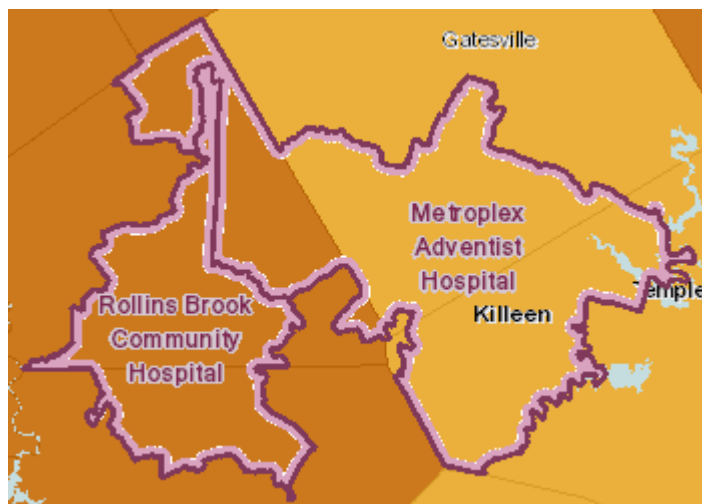 Gatesville
Metroplex
Adventist
Hospital
Temple
Killeen
Rollins Brook
Community
Hospital